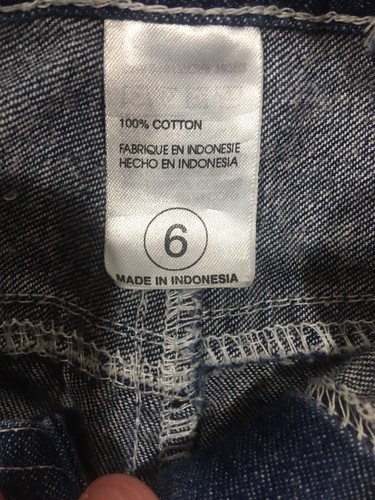 100% COTTON
FABRIQUE EN INDONESIE
HECHO EN INDONESIA
6
MADE IN INDONESIA